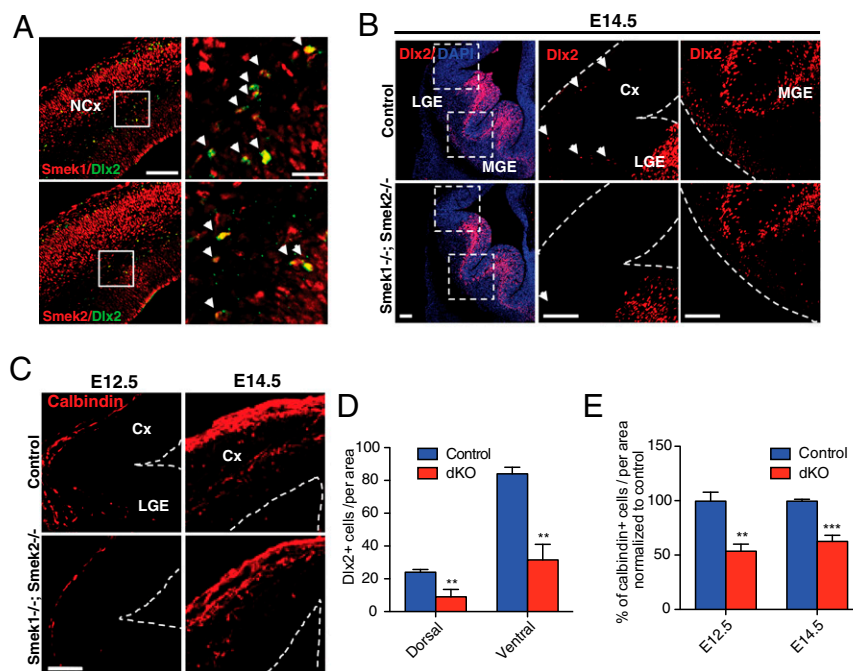 A
NCx
Smek1/Dlx2
Smek2/Dlx2
B
E14.5
Dlx2/DAPI
LGE
MGE
Dlx2
Cx
LGE
Dlx2
MGE
Control
Smek1-/-; Smek2-/-
C
E12.5
E14.5
Calbindin
Cx
LGE
Cx
Control
Smek1-/-; Smek2-/-
D
Dlx2+ cells /per area
100
80
60
40
20
0
Control
dKO
**
**
Dorsal
Ventral
E
% of calbindin+ cells / per area
normalized to control
150
100
50
0
Control
dKO
**
***
E12.5
E14.5